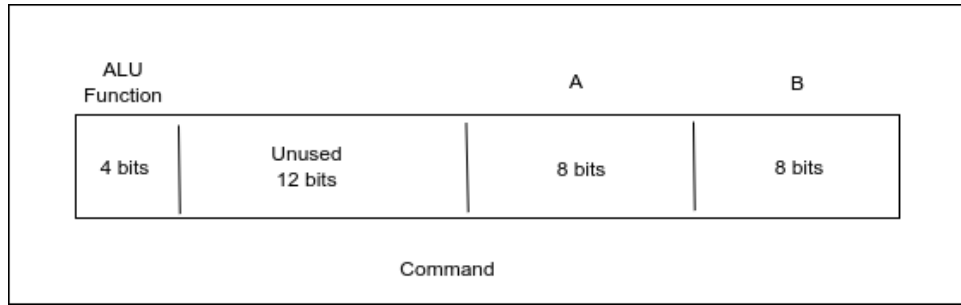 ALU
Function
A
B
4 bits
Unused
12 bits
8 bits
8 bits
Command